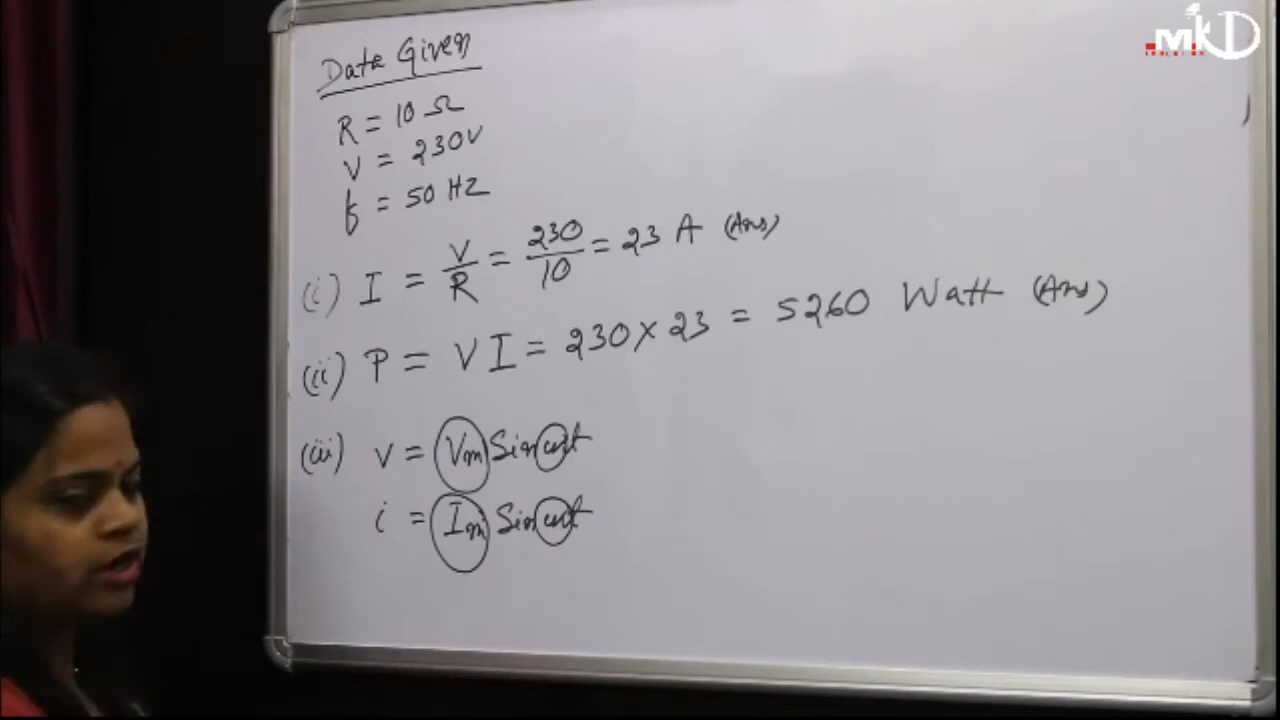 MKD
Data Given
R = 10 Ω
V = 230V
f = 50 Hz
(i) I = V/R = 230/10 = 23 A (Ans)
(ii) P = VI = 230 × 23 = 5260 Watt (Ans)
(iii) v = Vm Sin ωt
i = Im Sin ωt